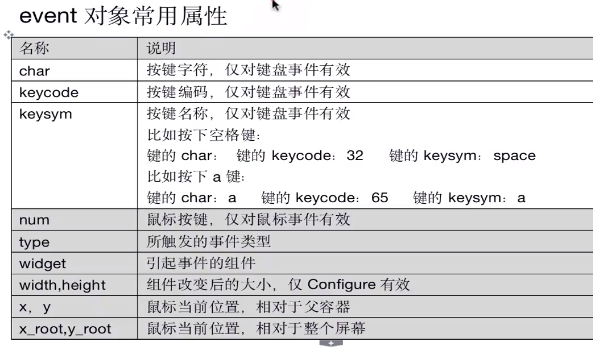 event 对象常用属性
名称 说明
char 按键字符，仅对键盘事件有效
keycode 按键编码，仅对键盘事件有效
keysym 按键名称，仅对键盘事件有效
比如按下空格键：
键的 char： 键的 keycode：32 键的 keysym：space
比如按下 a 键：
键的 char：a 键的 keycode：65 键的 keysym：a
num 鼠标按键，仅对鼠标事件有效
type 所触发的事件类型
widget 引起事件的组件
width,height 组件改变后的大小，仅 Configure 有效
x，y 鼠标当前位置，相对于父容器
x_root,y_root 鼠标当前位置，相对于整个屏幕